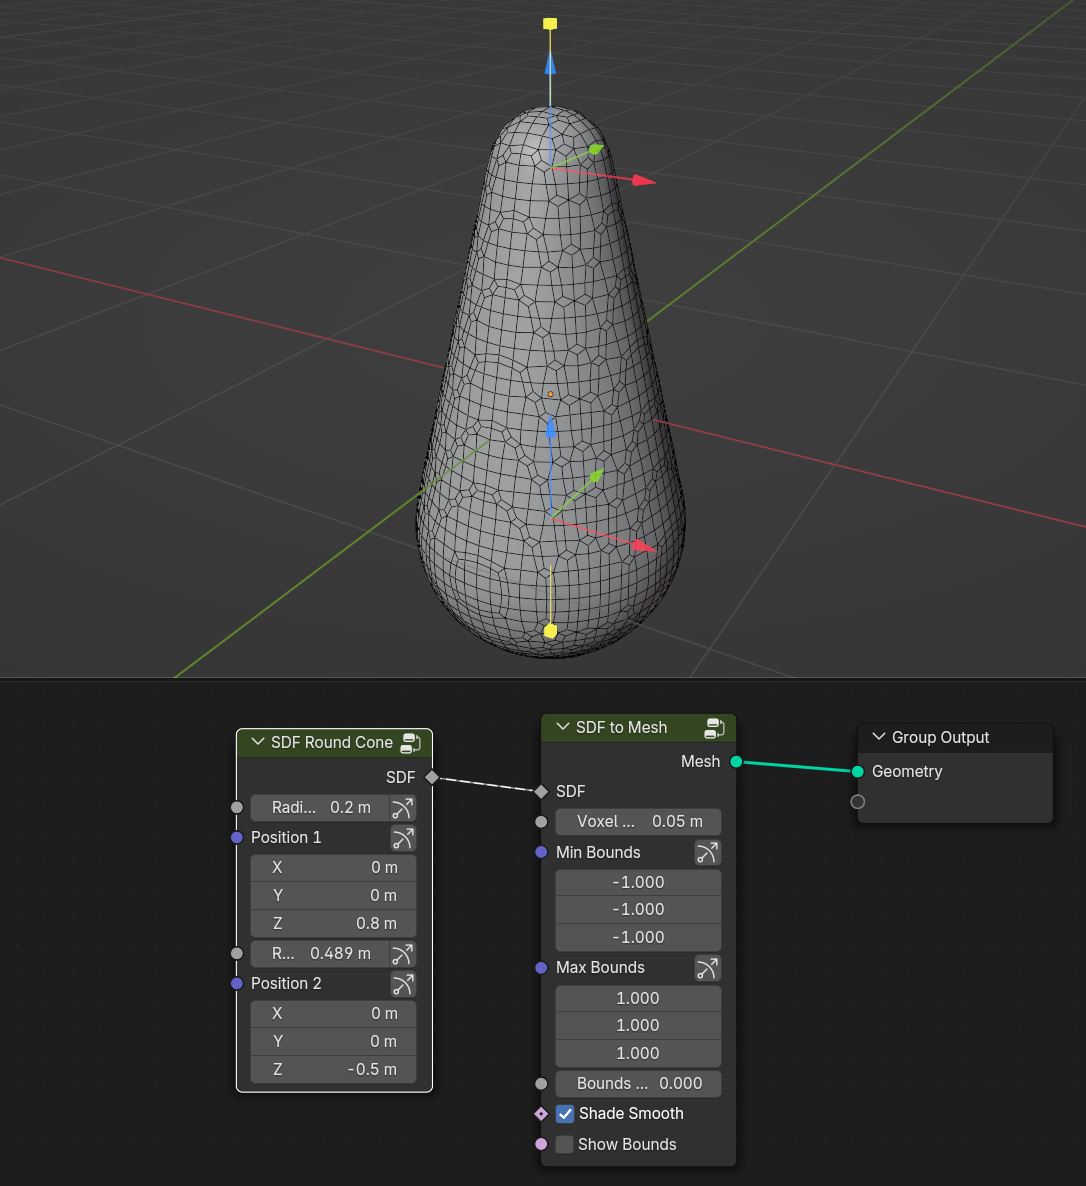 SDF Round Cone
SDF
Radi... 0.2 m
Position 1
X 0 m
Y 0 m
Z 0.8 m
R... 0.489 m
Position 2
X 0 m
Y 0 m
Z -0.5 m
SDF to Mesh
Mesh
SDF
Voxel ... 0.05 m
Min Bounds
-1.000
-1.000
-1.000
Max Bounds
1.000
1.000
1.000
Bounds ... 0.000
Shade Smooth
Show Bounds
Group Output
Geometry